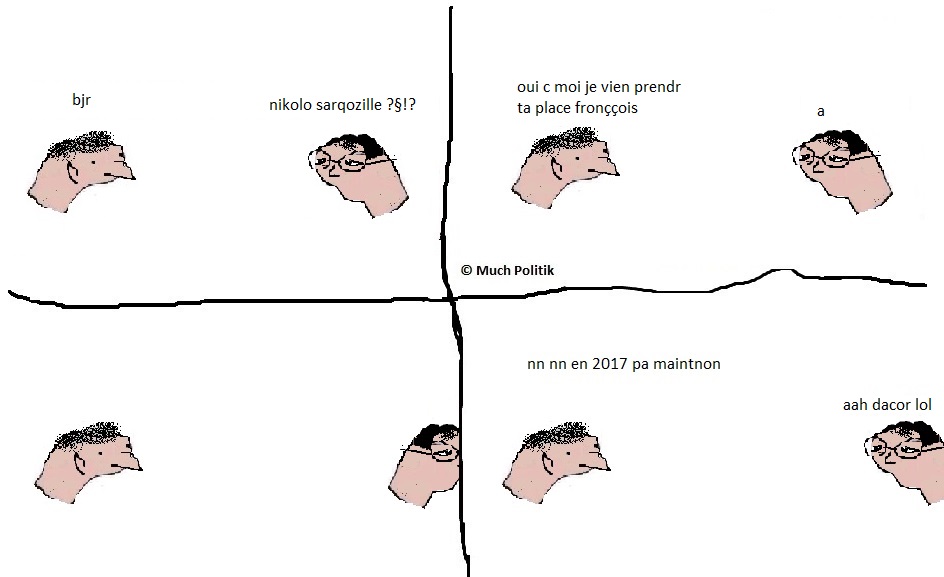 bjr
nikolo sarqozille ?§!?
oui c moi je vien prendr
ta place fronççois
a
© Much Politik
nn nn en 2017 pa maintnon
aah dacor lol